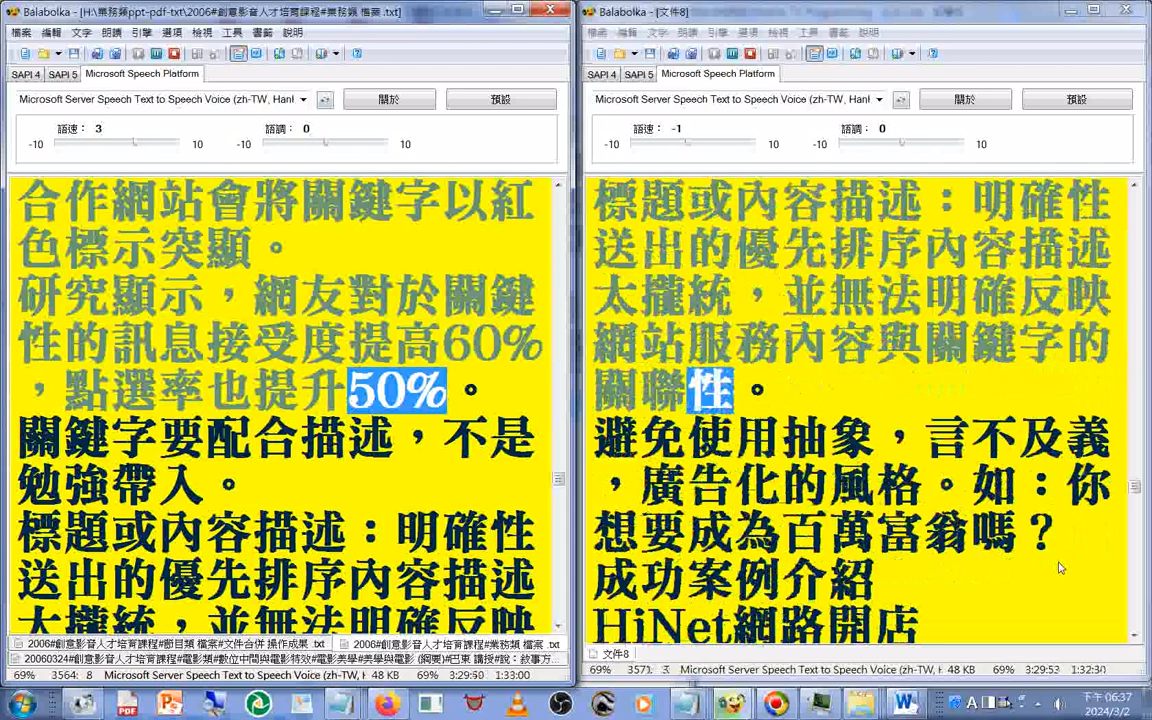 Balabolka - [H:\業務類ppt-pdf-txt\2006#創意影音人才培育課程#業務類 檔案 .txt]
檔案 編輯 文字 朗讀 引擎 選項 檢視 工具 書籤 說明
SAPI 4 SAPI 5 Microsoft Speech Platform
Microsoft Server Speech Text to Speech Voice (zh-TW, Hanl
關於 預設
語速： 3 語調： 0
-10 10 -10 10
合作網站會將關鍵字以紅
色標示突顯。
研究顯示，網友對於關鍵
性的訊息接受度提高60%
，點選率也提升50%。
關鍵字要配合描述，不是
勉強帶入。
標題或內容描述：明確性
送出的優先排序內容描述
太攏統，並無法明確反映
2006#創意影音人才培育課程#節目類 檔案#文件合併 操作成果 .txt 2006#創意影音人才培育課程#業務類 檔案 .txt
20060324#創意影音人才培育課程#電影類#數位中間與電影特效#電影美學#美學與電影 (綱要)#巴東 講授#說：敘事方...
69% 3564: 8 Microsoft Server Speech Text to Speech Voice (zh-TW, H 48 KB 3:29:50 1:33:00
Balabolka - [文件8]
檔案 編輯 文字 朗讀 引擎 選項 檢視 工具 書籤 說明
SAPI 4 SAPI 5 Microsoft Speech Platform
Microsoft Server Speech Text to Speech Voice (zh-TW, Hanl
關於 預設
語速： -1 語調： 0
-10 10 -10 10
標題或內容描述：明確性
送出的優先排序內容描述
太攏統，並無法明確反映
網站服務內容與關鍵字的
關聯性。
避免使用抽象，言不及義
，廣告化的風格。如：你
想要成為百萬富翁嗎？
成功案例介紹
HiNet網路開店
文件8
69% 3571: 3 Microsoft Server Speech Text to Speech Voice (zh-TW, H 48 KB 3:29:53 1:32:30
下午 06:37
2024/3/2